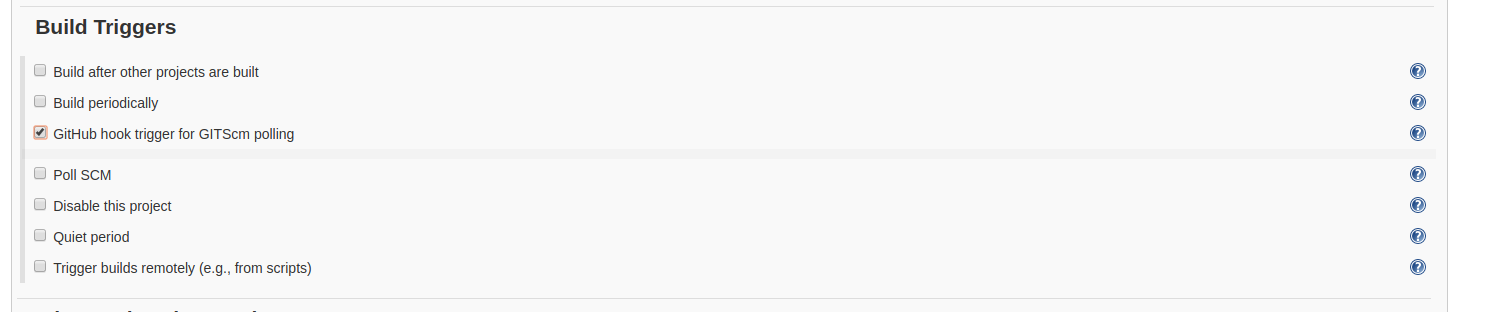 Build Triggers
Build after other projects are built
Build periodically
GitHub hook trigger for GITScm polling
Poll SCM
Disable this project
Quiet period
Trigger builds remotely (e.g., from scripts)